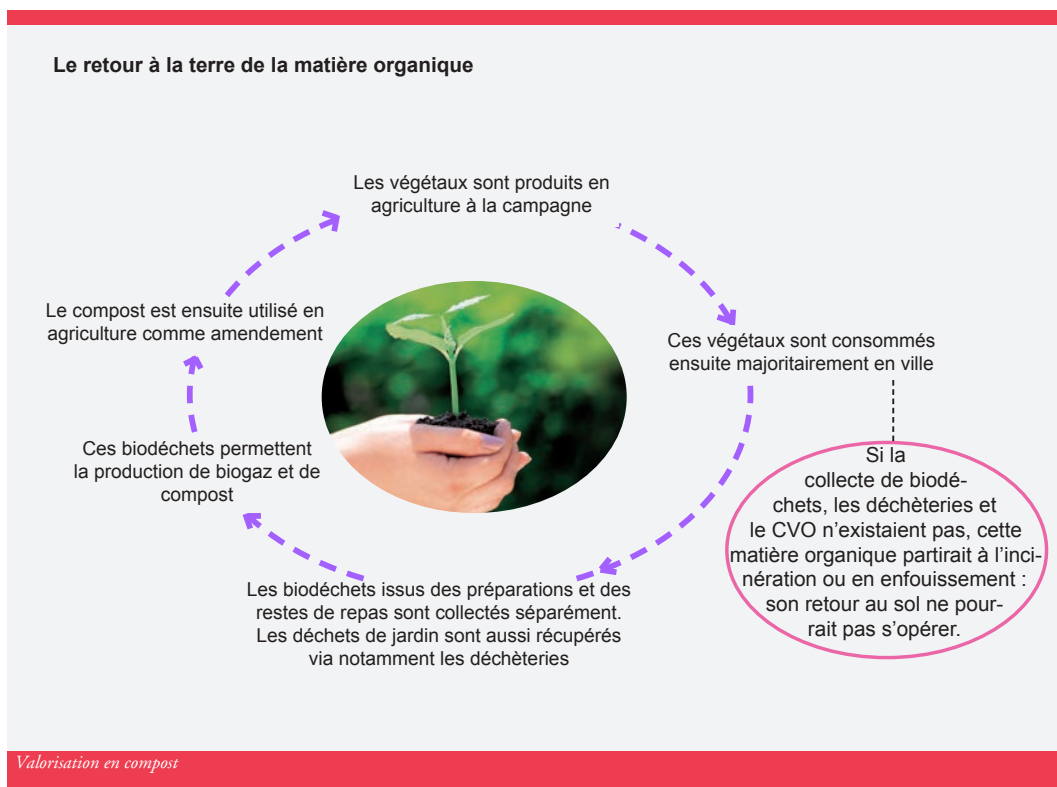 Le retour à la terre de la matière organique
Les végétaux sont produits en
agriculture à la campagne
Ces végétaux sont consommés
ensuite majoritairement en ville
Si la
collecte de biodé-
chets, les déchèteries et
le CVO n'existaient pas, cette
matière organique partirait à l'inci-
nération ou en enfouissement :
son retour au sol ne pour-
rait pas s'opérer.
Les biodéchets issus des préparations et des
restes de repas sont collectés séparément.
Les déchets de jardin sont aussi récupérés
via notamment les déchèteries
Ces biodéchets permettent
la production de biogaz et de
compost
Le compost est ensuite utilisé en
agriculture comme amendement
Valorisation en compost